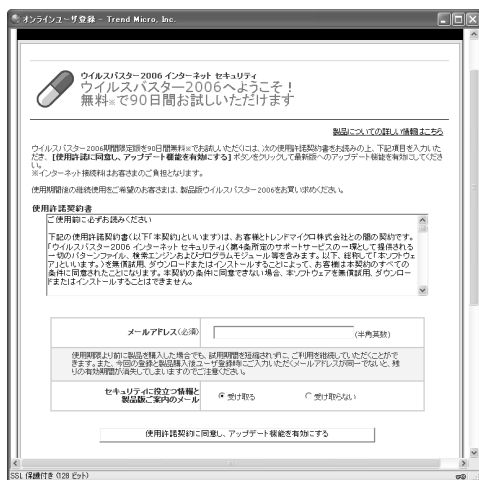 オンラインユーザ登録 - Trend Micro, Inc.
ウイルスバスター2006 インターネット セキュリティ
ウイルスバスター2006へようこそ!
無料※で90日間お試しいただけます
製品についての詳しい情報はこちら
ウイルスバスター2006期間限定版を90日間無料※でお試しいただくには、次の使用許諾契約書をお読みの上、下記項目を入力いた
だき、[使用許諾に同意し、アップデート機能を有効にする]ボタンをクリックして最新版へのアップデート機能を有効にしてくださ
い。
※インターネット接続料はお客さまのご負担となります。
使用期間後の継続使用をご希望のお客さまは、製品版ウイルスバスター2006をお買い求めください。
使用許諾契約書
ご使用前に必ずお読みください
下記の使用許諾契約書(以下「本契約」といいます)は、お客様とトレンドマイクロ株式会社との間の契約です。
「ウイルスバスター2006 インターネット セキュリティ」(第4条所定のサポートサービスの一環として提供される
一切のパターンファイル、検索エンジンおよびプログラムモジュール等を含みます。以下、総称して「本ソフトウェ
ア」といいます。)を無償試用、ダウンロードまたはインストールすることによって、お客様は本契約のすべての
条件に同意されたことになります。本契約の条件に同意できない場合、本ソフトウェアを無償試用、ダウンロー
ドまたはインストールすることはできません。
メールアドレス(必須)
(半角英数)
使用期限より前に製品を購入した場合でも、試用期間を短縮されずに、ご利用を継続していただくことがで
きます。また、今回の登録と製品購入後ユーザ登録時にご入力いただくメールアドレスが同一でないと、残
りの有効期間が消失してしまいますのでご注意ください。
セキュリティに役立つ情報と
製品版ご案内のメール
受け取る
受け取らない
使用許諾契約に同意し、アップデート機能を有効にする
SSL 保護付き (128 ビット)